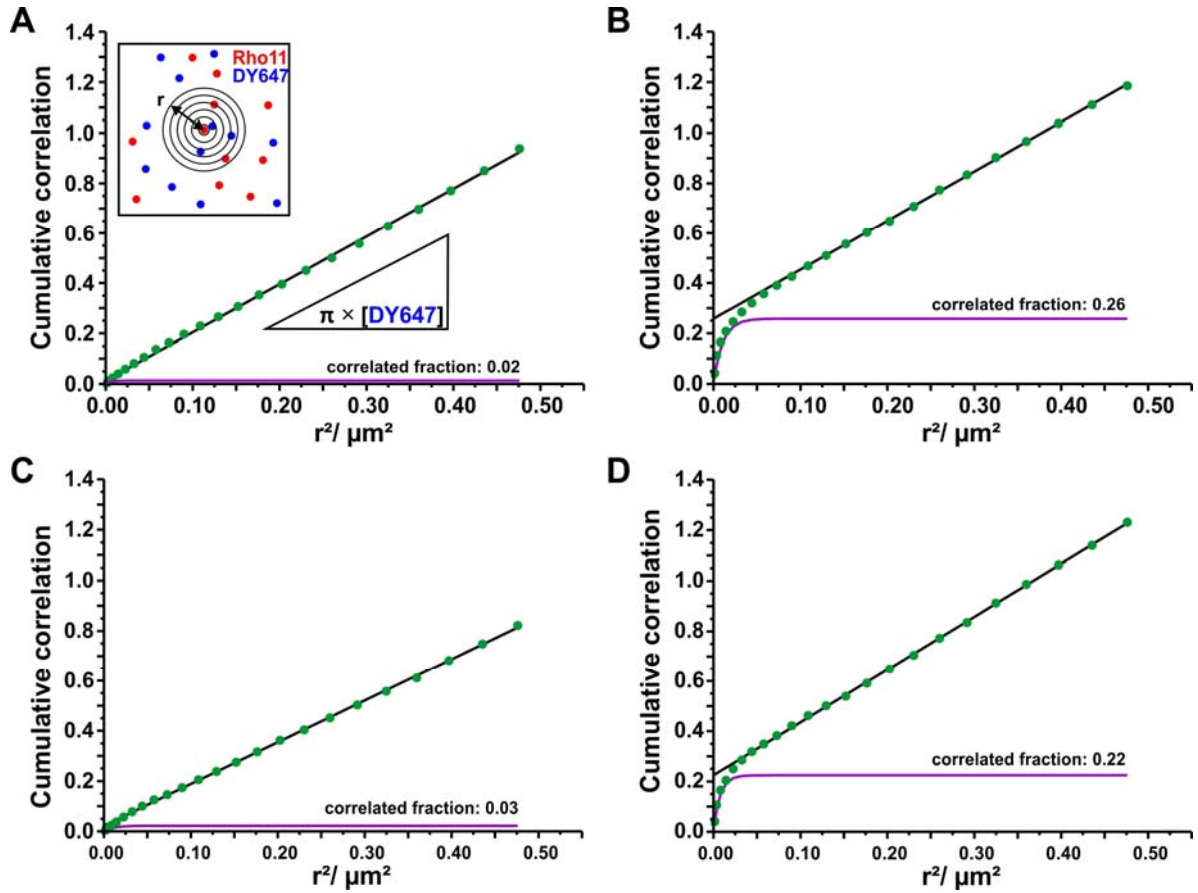 A
Cumulative correlation
1.4
1.2
1.0
0.8
0.6
0.4
0.2
0.0
Rho11
DY647
r
π × [DY647]
correlated fraction: 0.02
0.00 0.10 0.20 0.30 0.40 0.50
r²/ µm²
B
Cumulative correlation
1.4
1.2
1.0
0.8
0.6
0.4
0.2
0.0
correlated fraction: 0.26
0.00 0.10 0.20 0.30 0.40 0.50
r²/ µm²
C
Cumulative correlation
1.4
1.2
1.0
0.8
0.6
0.4
0.2
0.0
correlated fraction: 0.03
0.00 0.10 0.20 0.30 0.40 0.50
r²/ µm²
D
Cumulative correlation
1.4
1.2
1.0
0.8
0.6
0.4
0.2
0.0
correlated fraction: 0.22
0.00 0.10 0.20 0.30 0.40 0.50
r²/ µm²